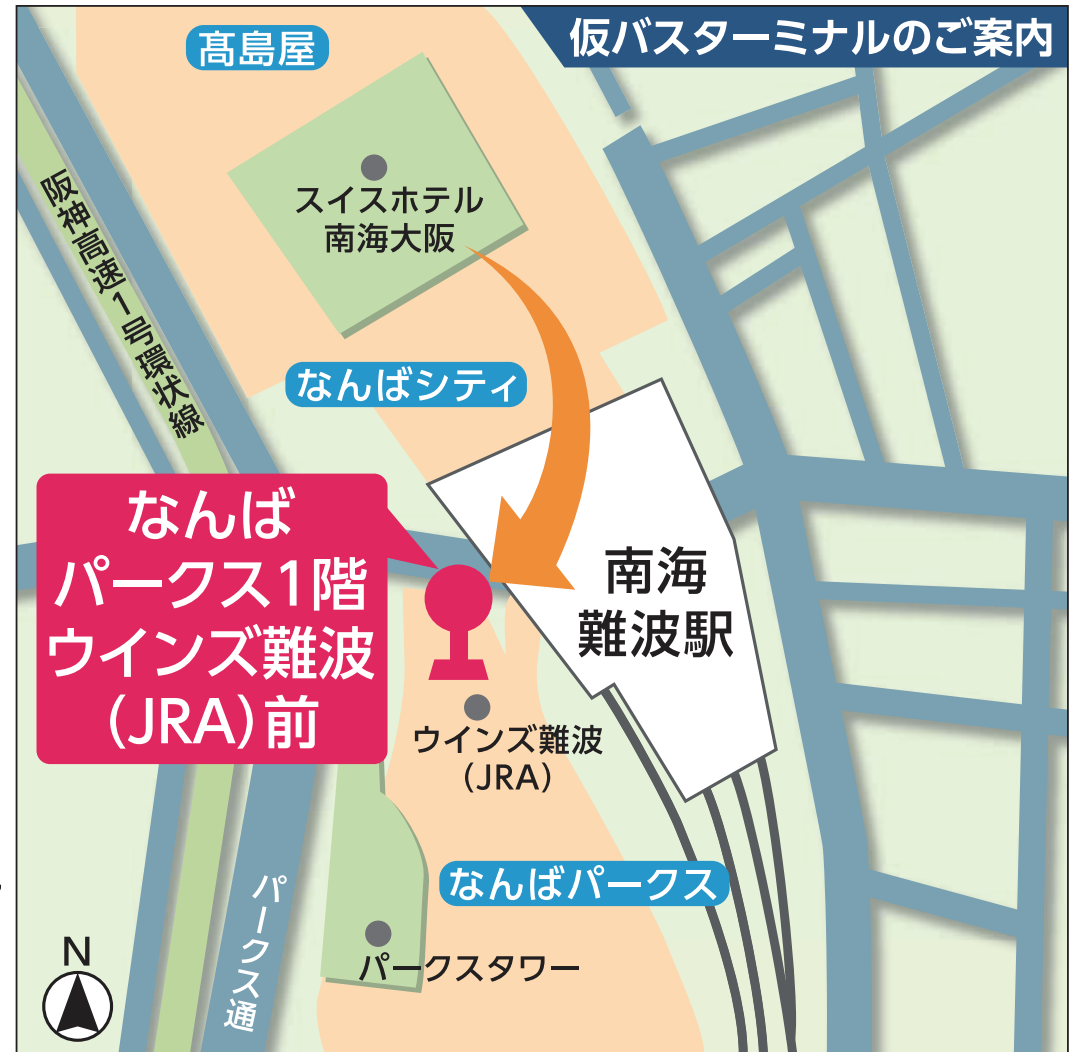 仮バスターミナルのご案内
髙島屋
スイスホテル
南海大阪
阪神高速1号環状線
なんばシティ
なんば
パークス1階
ウインズ難波
(JRA)前
南海
難波駅
ウインズ難波
(JRA)
なんばパークス
パークス通
パークスタワー
N